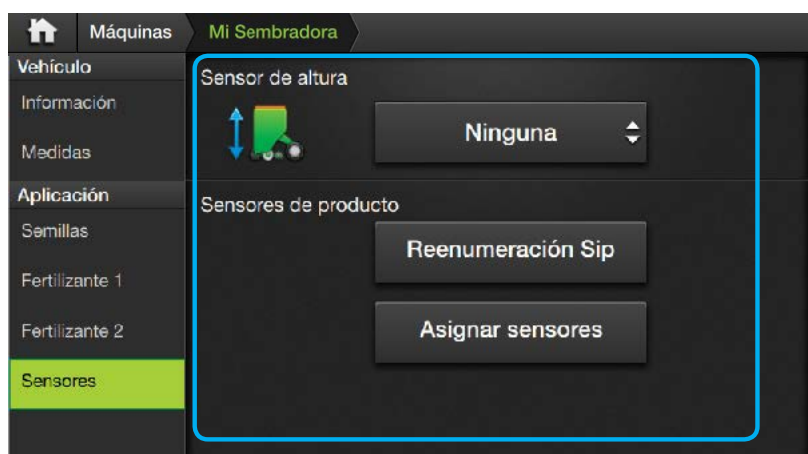 Máquinas
Mi Sembradora
Vehículo
Información
Medidas
Aplicación
Semillas
Fertilizante 1
Fertilizante 2
Sensores
Sensor de altura
Ninguna
Sensores de producto
Reenumeración Sip
Asignar sensores